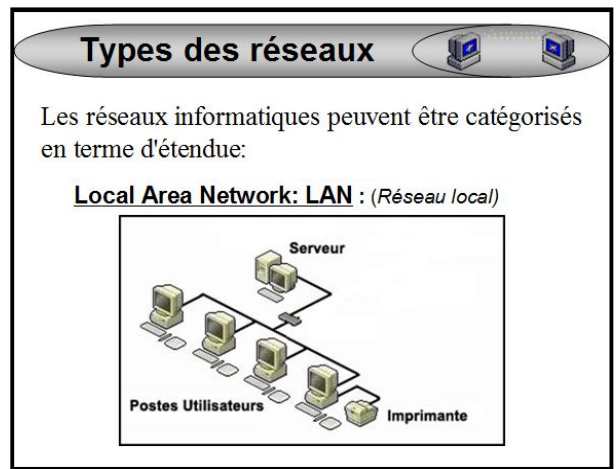 Types des réseaux
Les réseaux informatiques peuvent être catégorisés
en terme d'étendue:
Local Area Network: LAN : (Réseau local)
Serveur
Postes Utilisateurs
Imprimante